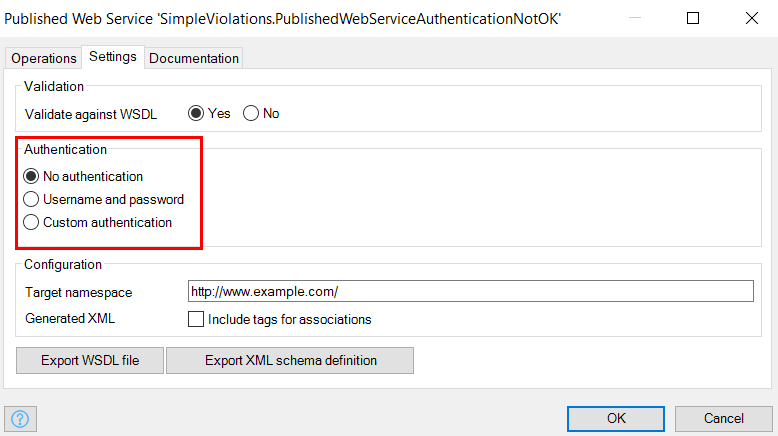 Published Web Service 'SimpleViolations.PublishedWebServiceAuthenticationNotOK'
Operations Settings Documentation
Validation
Validate against WSDL Yes No
Authentication
No authentication
Username and password
Custom authentication
Configuration
Target namespace http://www.example.com/
Generated XML Include tags for associations
Export WSDL file Export XML schema definition
? OK Cancel